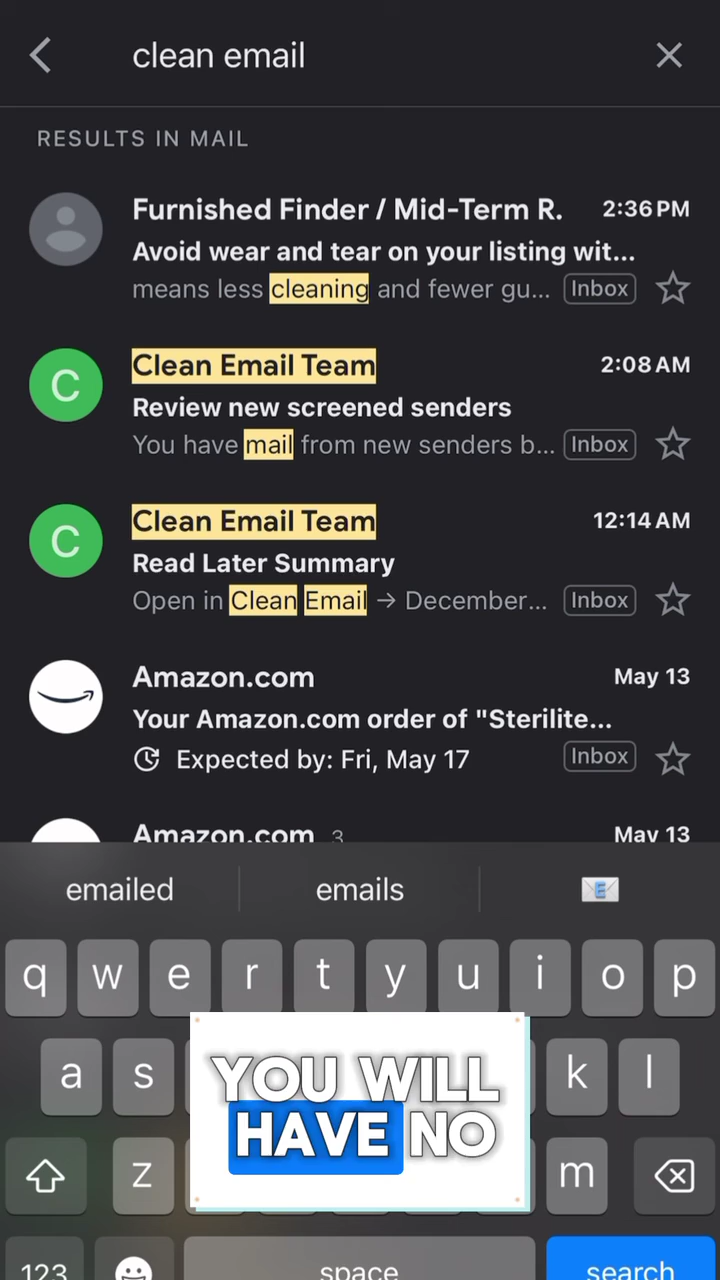 clean email
RESULTS IN MAIL
Furnished Finder / Mid-Term R. 2:36 PM
Avoid wear and tear on your listing wit...
means less cleaning and fewer gu... Inbox
C Clean Email Team 2:08 AM
Review new screened senders
You have mail from new senders b... Inbox
C Clean Email Team 12:14 AM
Read Later Summary
Open in Clean Email → December... Inbox
Amazon.com May 13
Your Amazon.com order of "Sterilite...
Expected by: Fri, May 17 Inbox
Amazon.com 3 May 13
emailed emails
q w e r t y u i o p
a s k l
YOU WILL
HAVE NO
z m
123 space search